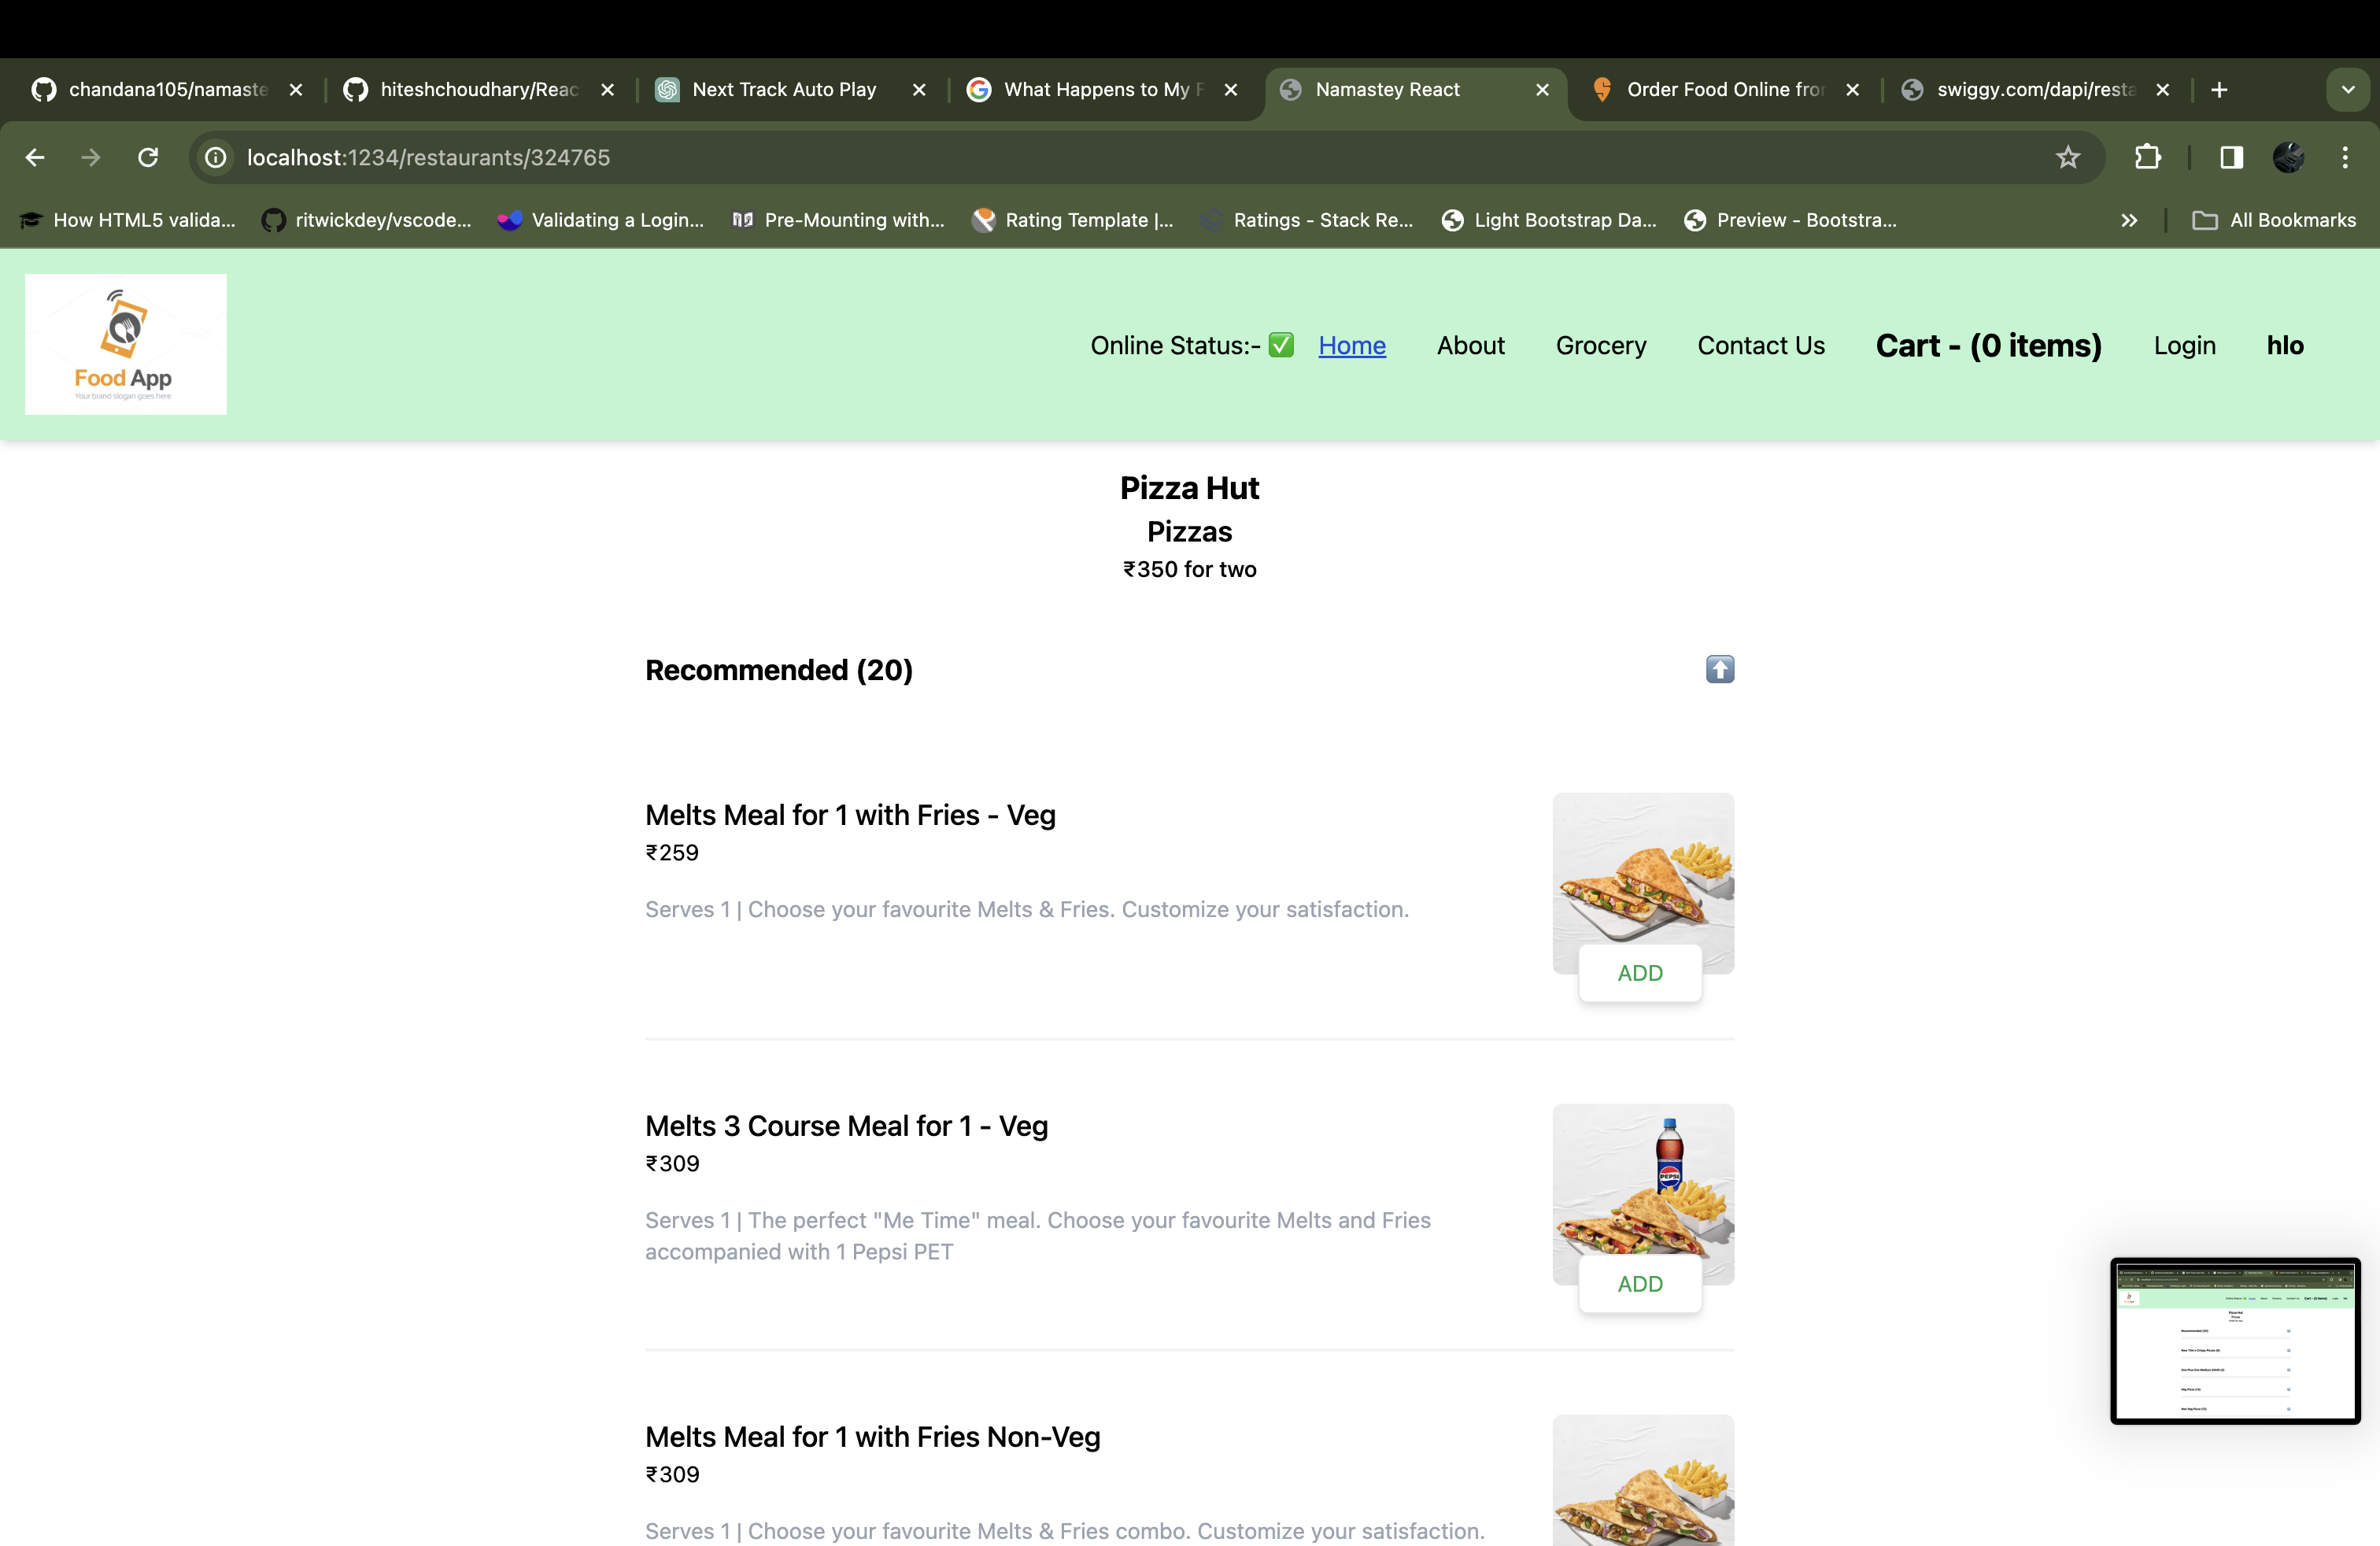 chandana105/namaste
hiteshchoudhary/Reac
Next Track Auto Play
What Happens to My F
Namastey React
Order Food Online fron
swiggy.com/dapi/resta
localhost:1234/restaurants/324765
How HTML5 valida...
ritwickdey/vscode...
Validating a Login...
Pre-Mounting with...
Rating Template |...
Ratings - Stack Re...
Light Bootstrap Da...
Preview - Bootstra...
All Bookmarks
Food App
Your brand slogan goes here
Online Status:- ✅
Home
About
Grocery
Contact Us
Cart - (0 items)
Login
hlo
Pizza Hut
Pizzas
₹350 for two
Recommended (20)
Melts Meal for 1 with Fries - Veg
₹259
Serves 1 | Choose your favourite Melts & Fries. Customize your satisfaction.
ADD
Melts 3 Course Meal for 1 - Veg
₹309
Serves 1 | The perfect "Me Time" meal. Choose your favourite Melts and Fries
accompanied with 1 Pepsi PET
PEPSI
ADD
Melts Meal for 1 with Fries Non-Veg
₹309
Serves 1 | Choose your favourite Melts & Fries combo. Customize your satisfaction.